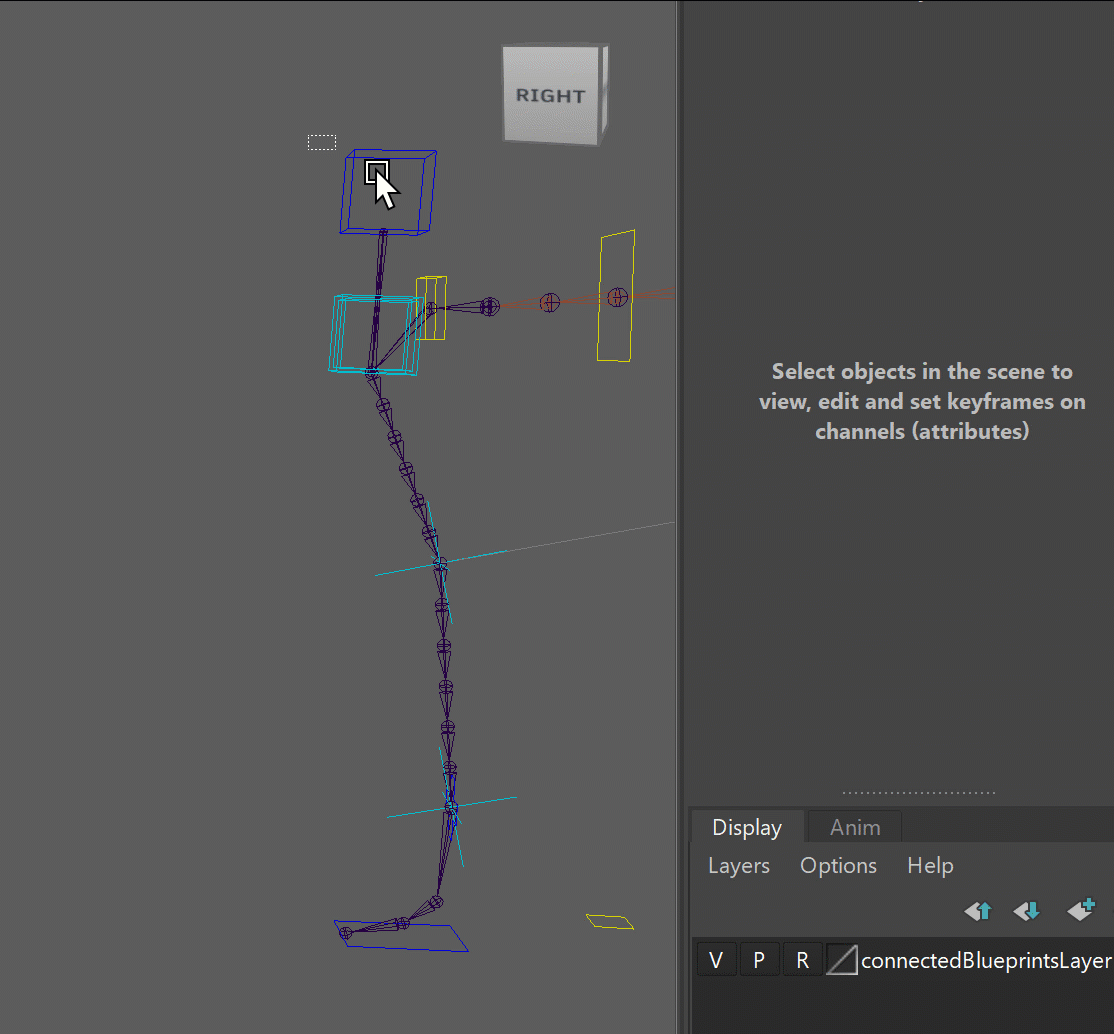 RIGHT
Select objects in the scene to
view, edit and set keyframes on
channels (attributes)
Display Anim
Layers Options Help
V P R connectedBlueprintsLayer